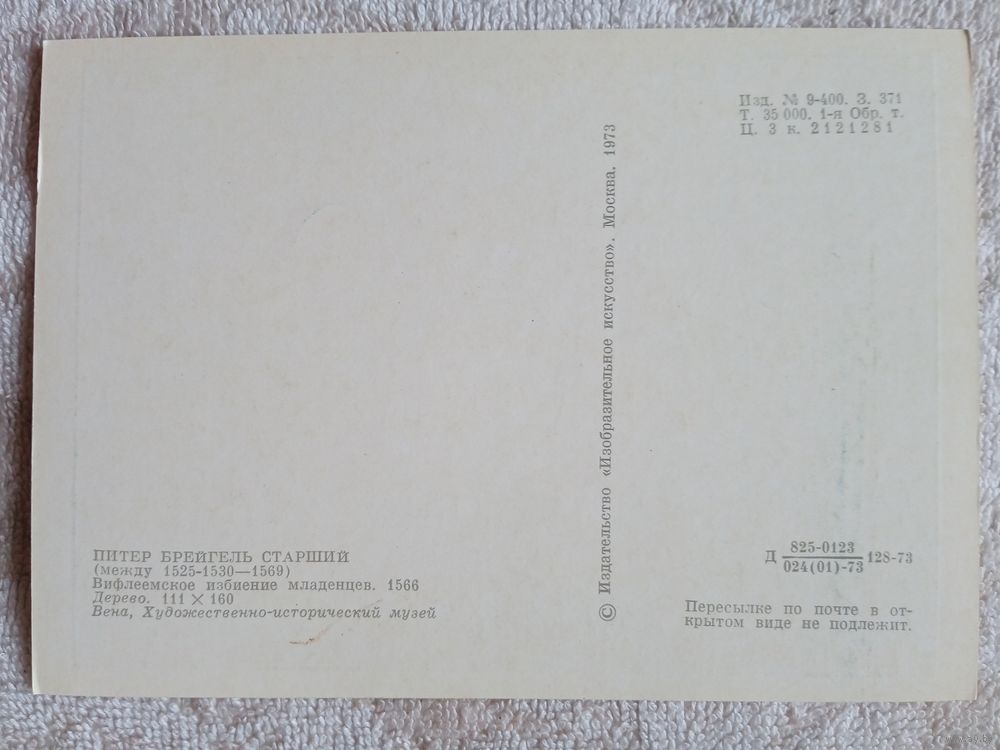 Изд. № 9-400. З. 371
Т. 35 000. 1-я Обр. т.
Ц. 3 к. 2121281
© Издательство «Изобразительное искусство». Москва. 1973
ПИТЕР БРЕЙГЕЛЬ СТАРШИЙ
(между 1525-1530—1569)
Вифлеемское избиение младенцев. 1566
Дерево. 111 × 160
Вена, Художественно-исторический музей
Д 825-0123/024(01)-73 128-73
Пересылке по почте в от-
крытом виде не подлежит.